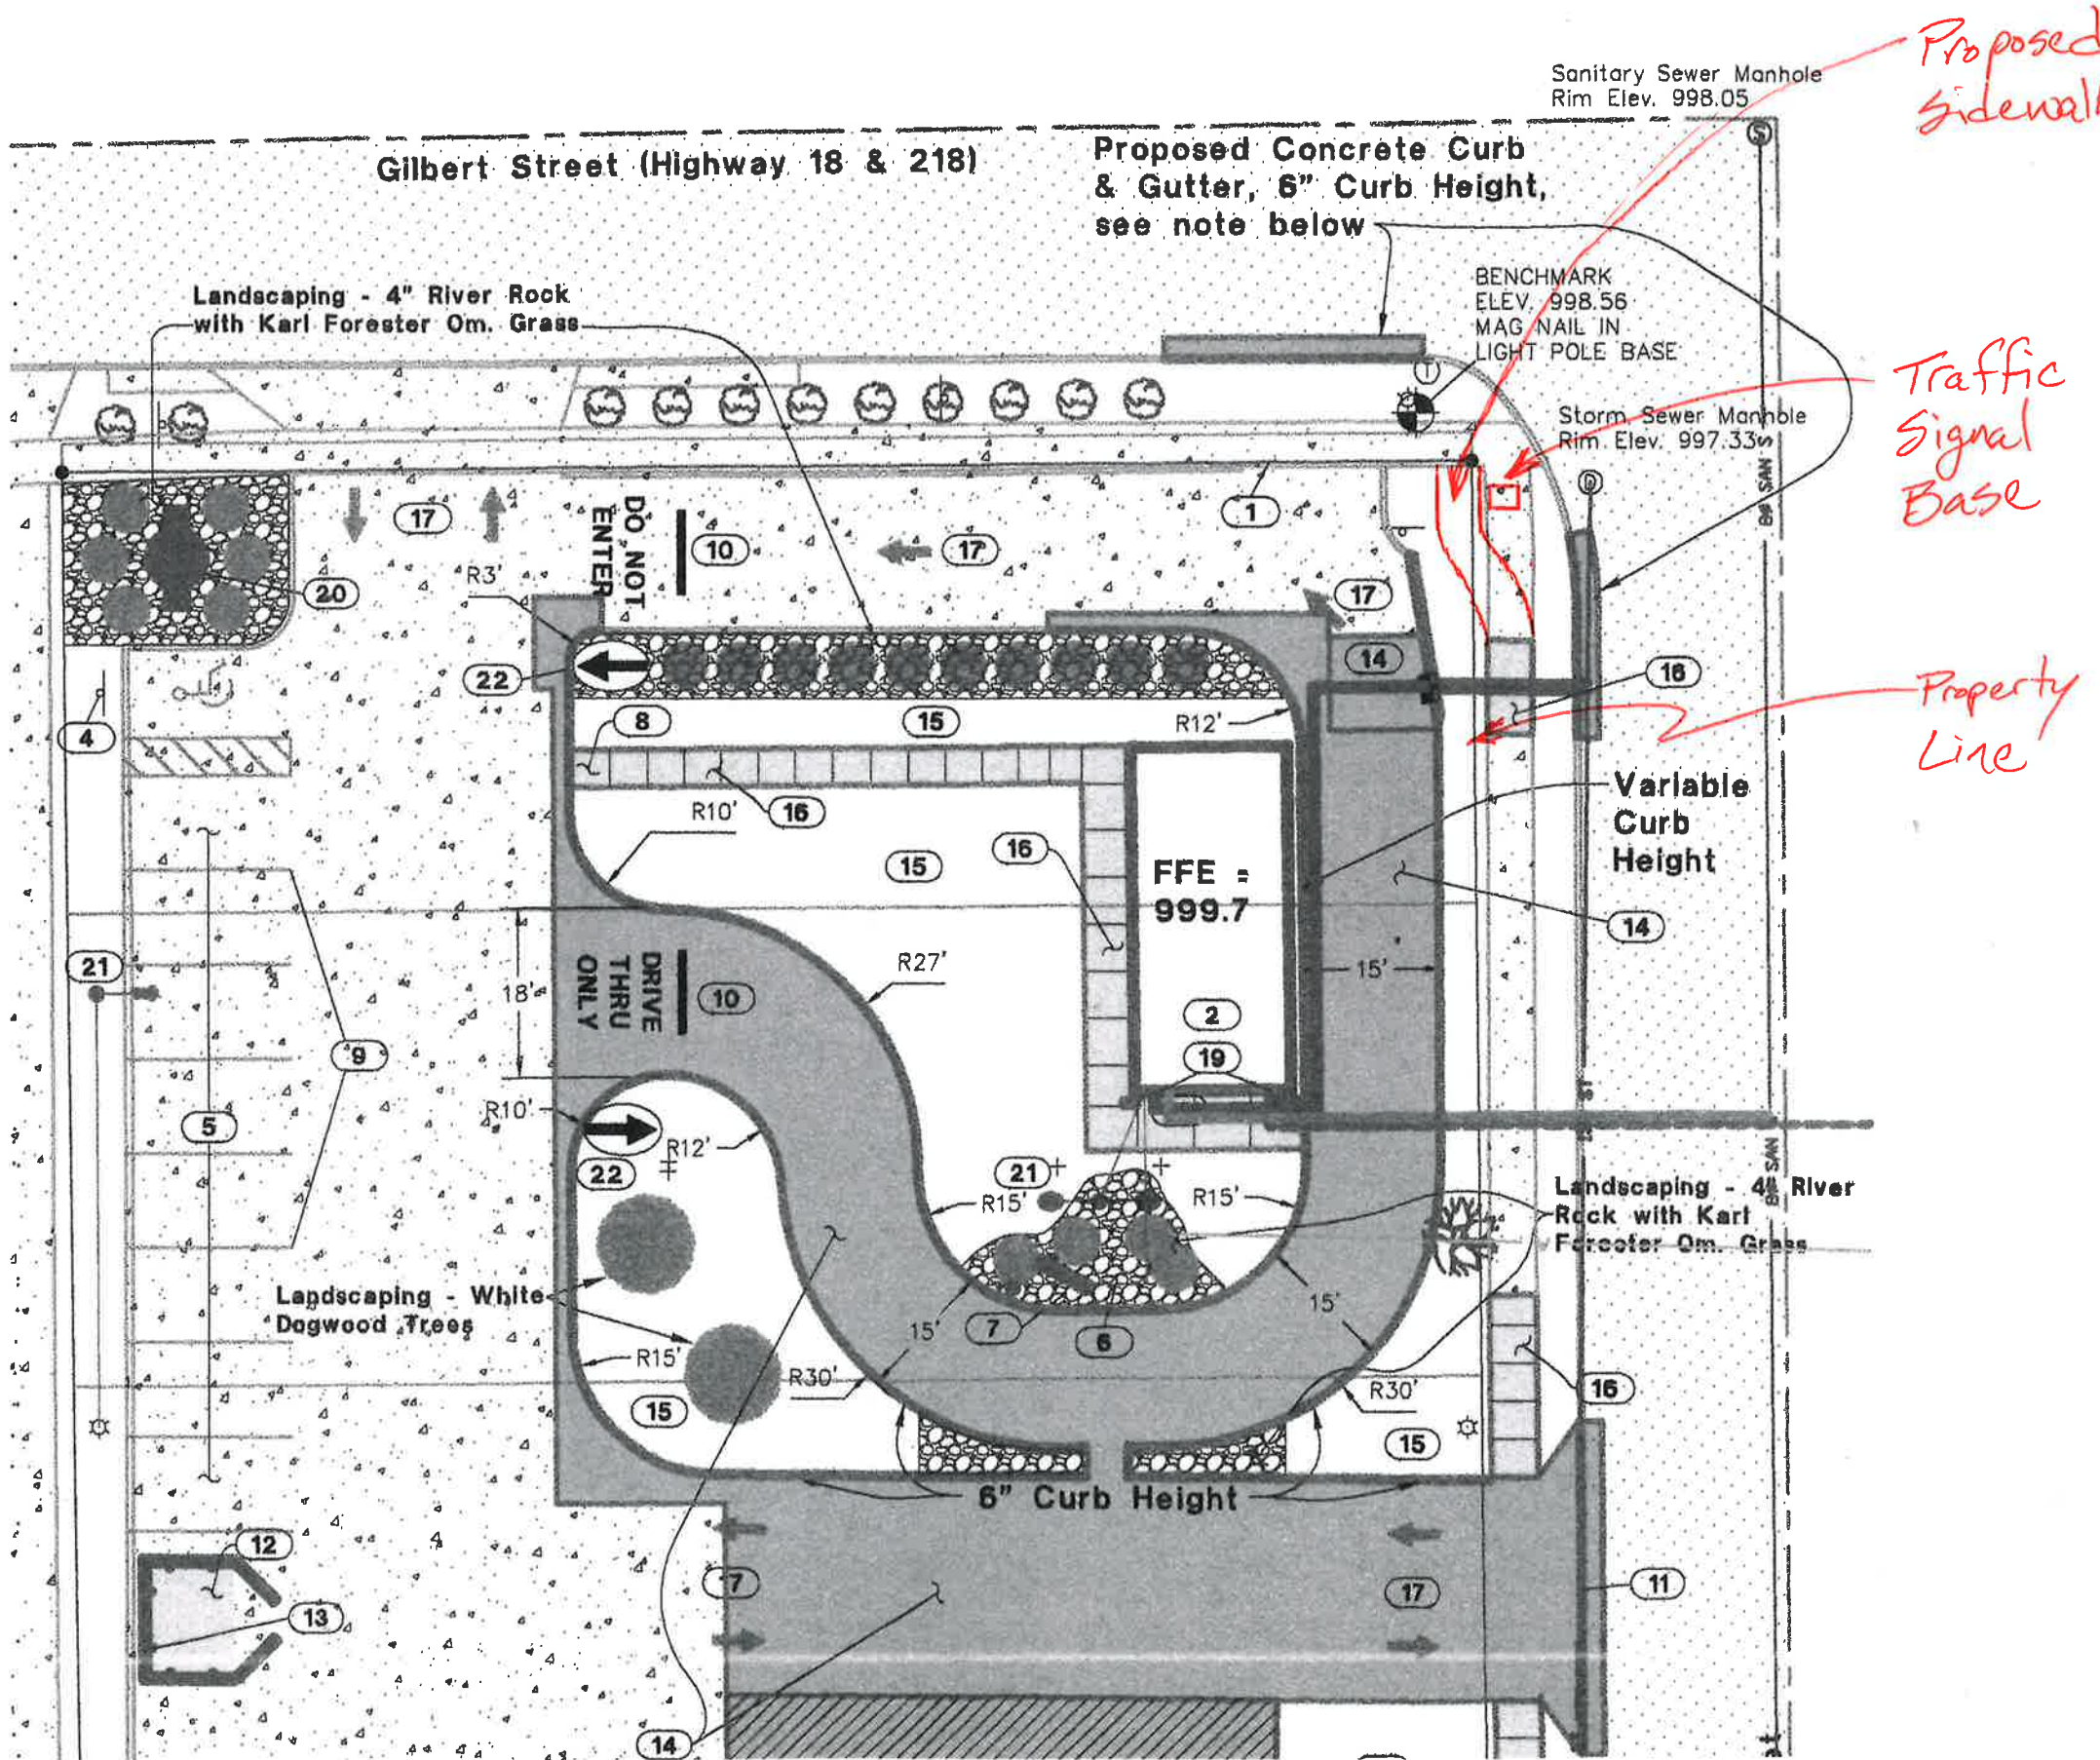 Proposed
Sidewalk
Sanitary Sewer Manhole
Rim Elev. 998.05
S
Gilbert Street (Highway 18 & 218)
Proposed Concrete Curb
& Gutter, 6" Curb Height,
see note below
BENCHMARK
ELEV. 998.56
MAG NAIL IN
LIGHT POLE BASE
Landscaping - 4" River Rock
with Karl Forester Orn. Grass
T
Traffic
Signal
Base
Storm Sewer Manhole
Rim Elev. 997.33
8" SAN
D
17
DO NOT
ENTER
10
17
1
R3'
20
17
14
22
16
Property
Line
4
8
15
R12'
R10'
16
Variable
Curb
Height
15
16
FFE =
999.7
14
21
18'
DRIVE
THRU
ONLY
10
R27'
15'
2
9
19
5
R10'
R12'
22
21
R15'
R15'
8" SAN
Landscaping - 4" River
Rock with Karl
Forester Orn. Grass
Landscaping - White
Dogwood Trees
15'
7
6
15'
R15'
R30'
R30'
16
15
15
6" Curb Height
12
17
17
11
13
14